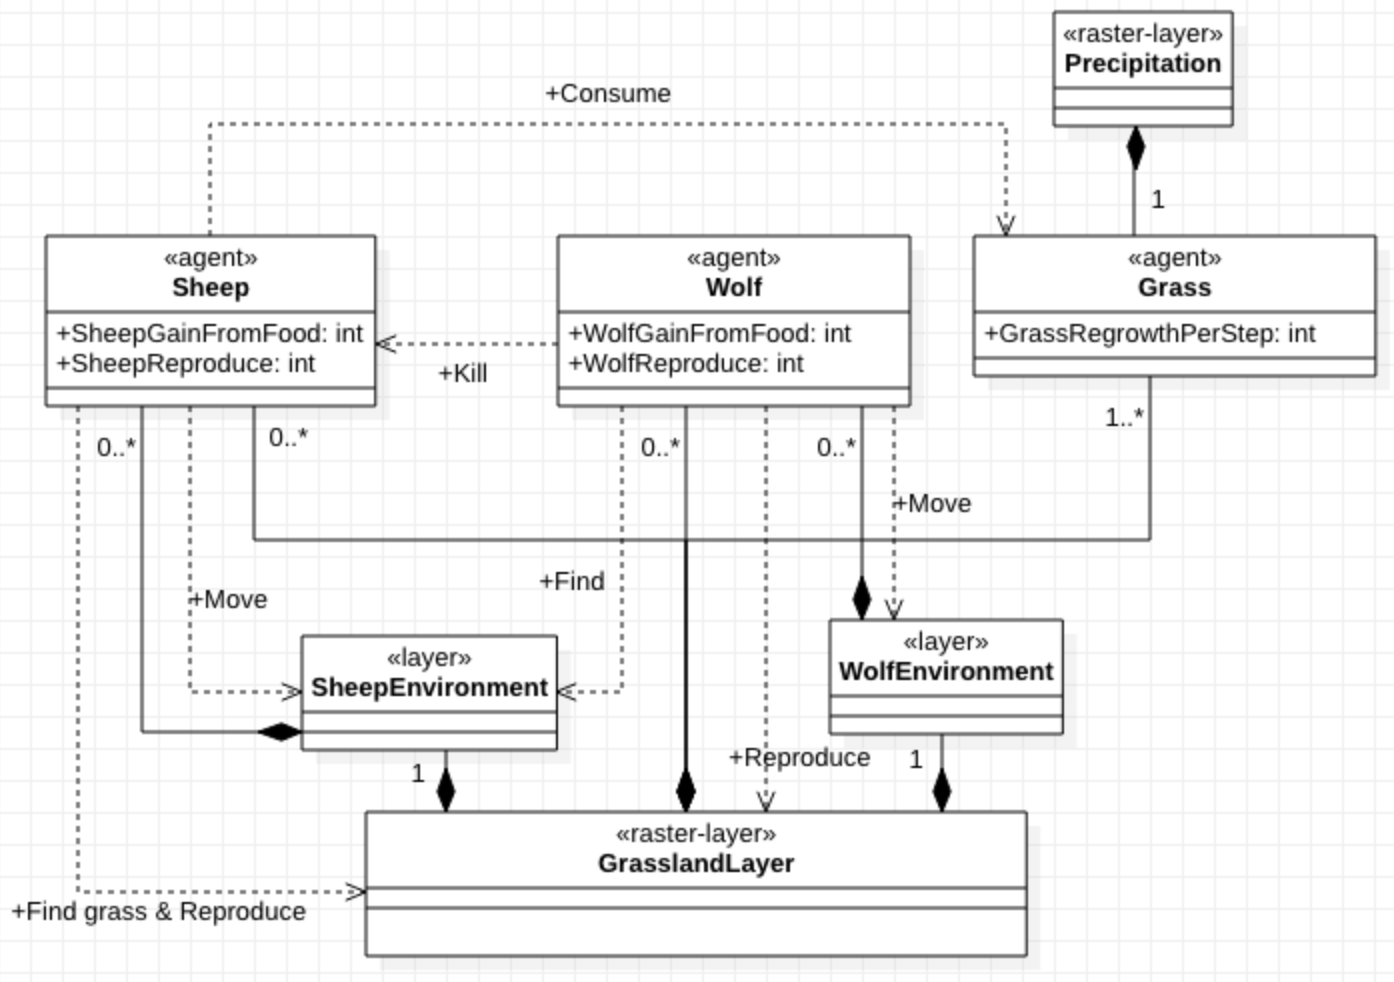 «raster-layer»
Precipitation
+Consume
1
«agent»
Sheep
+SheepGainFromFood: int
+SheepReproduce: int
«agent»
Wolf
+WolfGainFromFood: int
+WolfReproduce: int
«agent»
Grass
+GrassRegrowthPerStep: int
+Kill
0..*
0..*
0..*
0..*
1..*
+Move
+Find
+Move
«layer»
SheepEnvironment
«layer»
WolfEnvironment
1
+Reproduce
1
«raster-layer»
GrasslandLayer
+Find grass & Reproduce